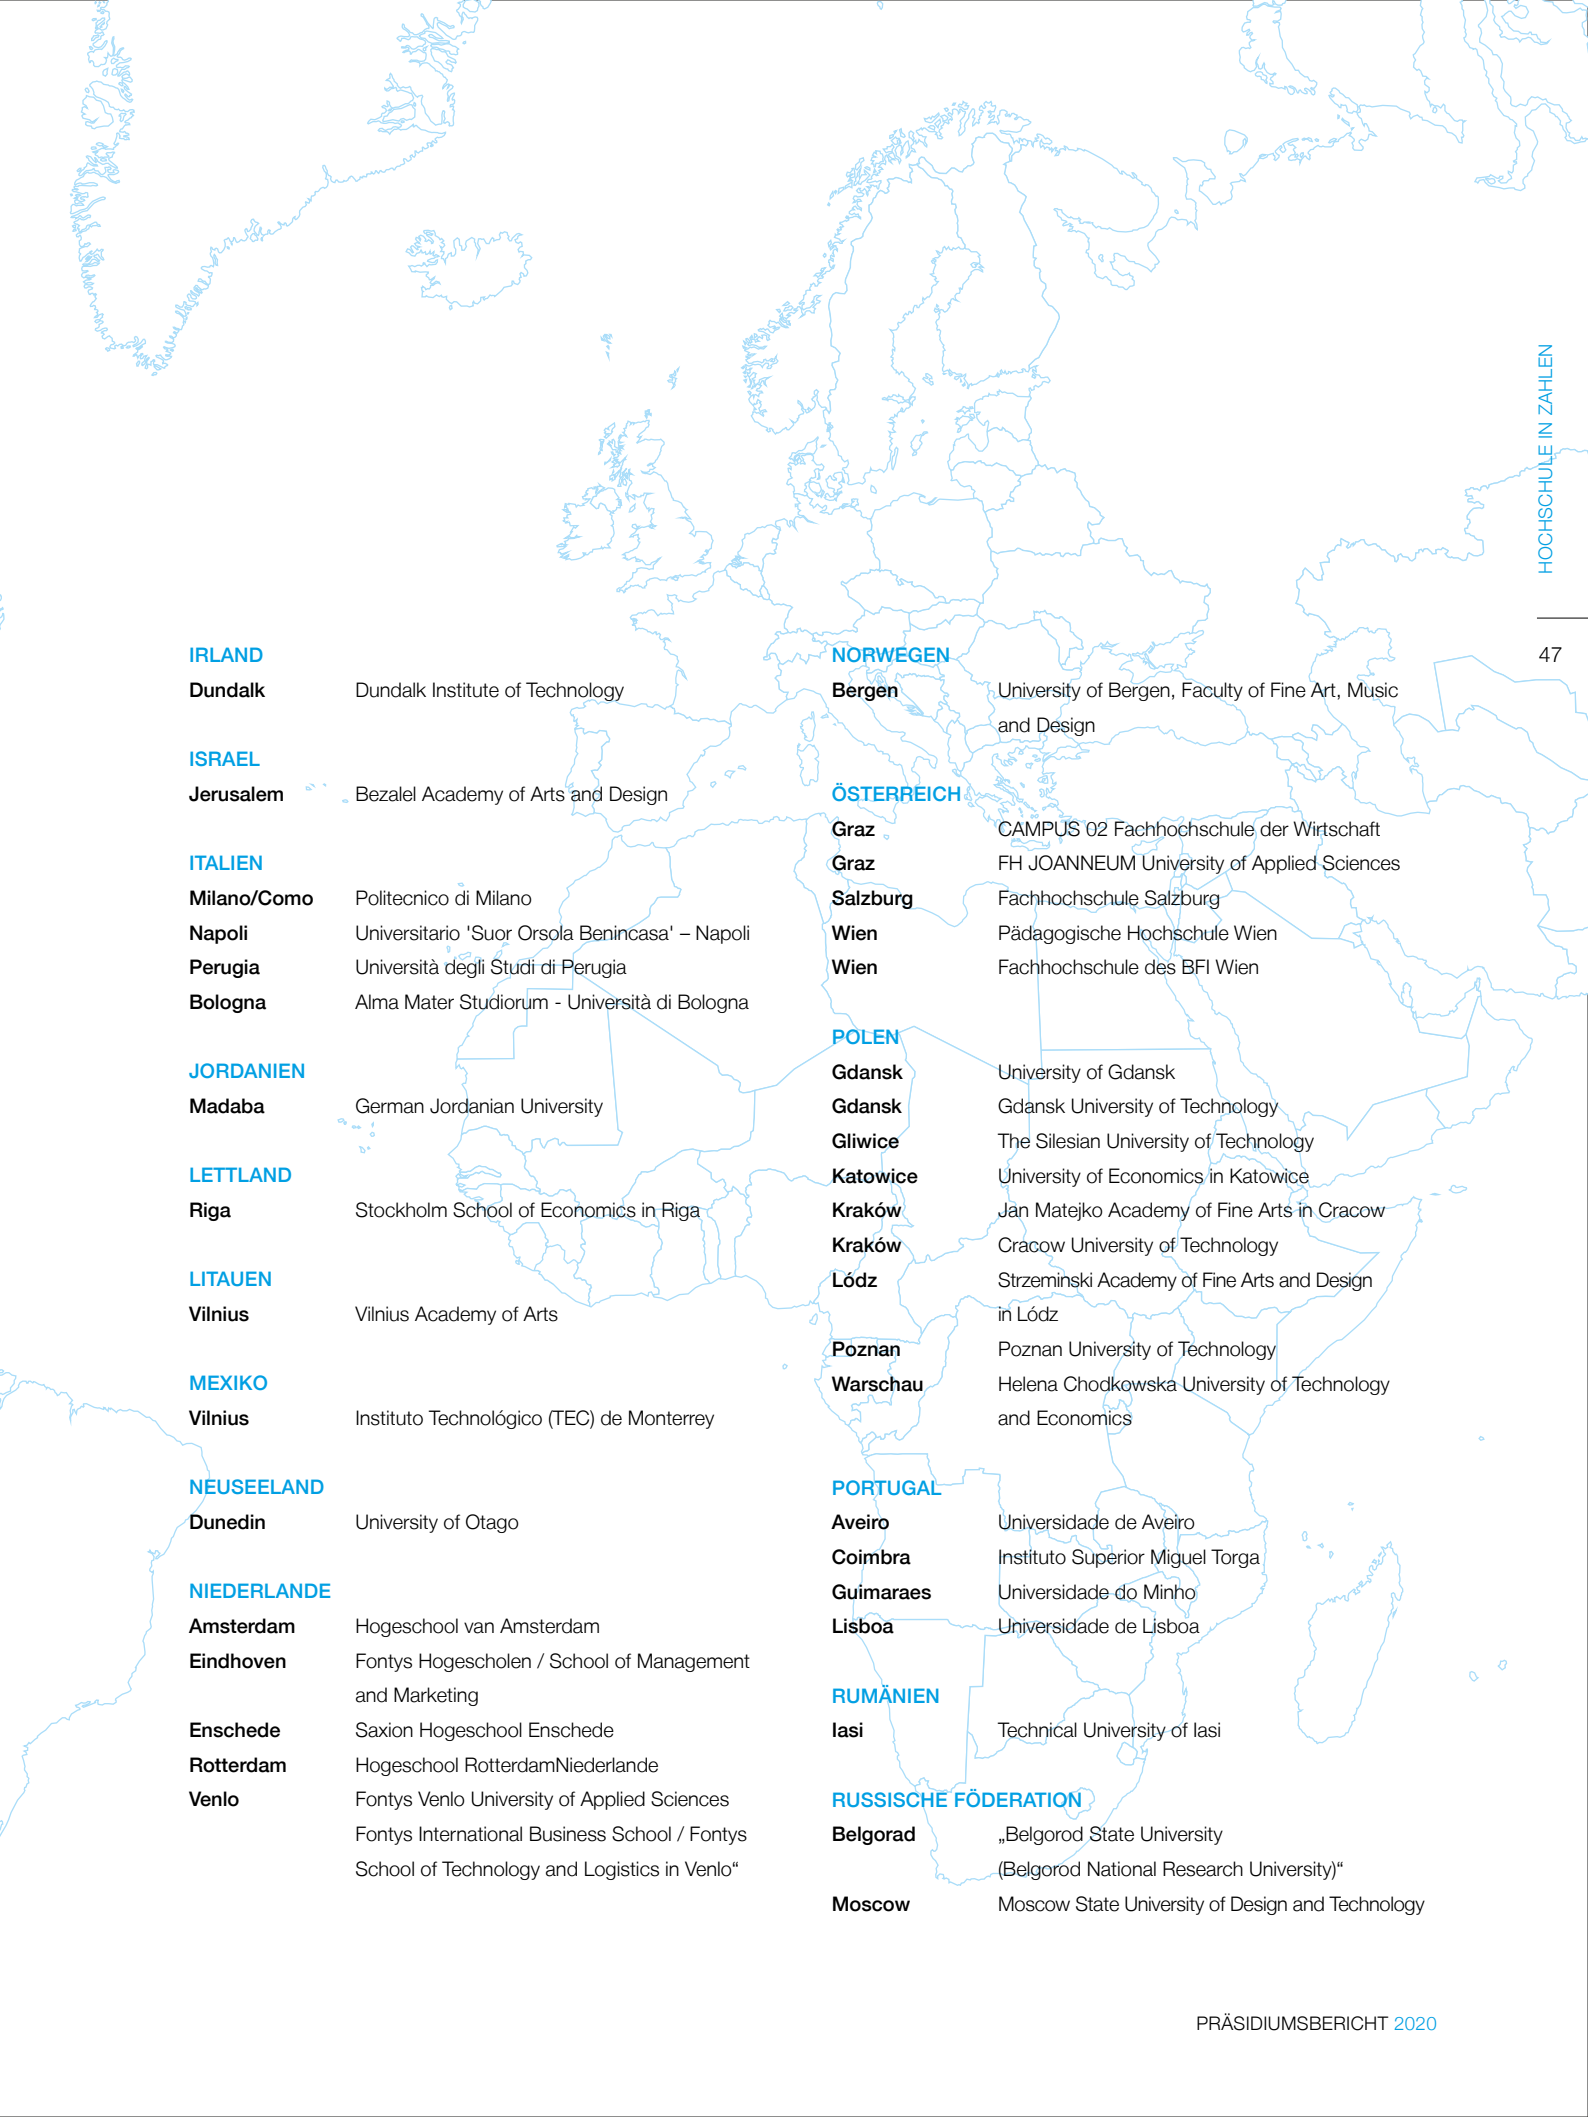 HOCHSCHULE IN ZAHLEN
47
IRLAND
Dundalk Dundalk Institute of Technology
ISRAEL
Jerusalem Bezalel Academy of Arts and Design
ITALIEN
Milano/Como Politecnico di Milano
Napoli Universitario 'Suor Orsola Benincasa' – Napoli
Perugia Università degli Studi di Perugia
Bologna Alma Mater Studiorum - Università di Bologna
JORDANIEN
Madaba German Jordanian University
LETTLAND
Riga Stockholm School of Economics in Riga
LITAUEN
Vilnius Vilnius Academy of Arts
MEXIKO
Vilnius Instituto Technológico (TEC) de Monterrey
NEUSEELAND
Dunedin University of Otago
NIEDERLANDE
Amsterdam Hogeschool van Amsterdam
Eindhoven Fontys Hogescholen / School of Management
and Marketing
Enschede Saxion Hogeschool Enschede
Rotterdam Hogeschool RotterdamNiederlande
Venlo Fontys Venlo University of Applied Sciences
Fontys International Business School / Fontys
School of Technology and Logistics in Venlo“
NORWEGEN
Bergen University of Bergen, Faculty of Fine Art, Music
and Design
ÖSTERREICH
Graz CAMPUS 02 Fachhochschule der Wirtschaft
Graz FH JOANNEUM University of Applied Sciences
Salzburg Fachhochschule Salzburg
Wien Pädagogische Hochschule Wien
Wien Fachhochschule des BFI Wien
POLEN
Gdansk University of Gdansk
Gdansk Gdansk University of Technology
Gliwice The Silesian University of Technology
Katowice University of Economics in Katowice
Kraków Jan Matejko Academy of Fine Arts in Cracow
Kraków Cracow University of Technology
Lódz Strzeminski Academy of Fine Arts and Design
in Lódz
Poznan Poznan University of Technology
Warschau Helena Chodkowska University of Technology
and Economics
PORTUGAL
Aveiro Universidade de Aveiro
Coimbra Instituto Superior Miguel Torga
Guimaraes Universidade do Minho
Lisboa Universidade de Lisboa
RUMÄNIEN
Iasi Technical University of Iasi
RUSSISCHE FÖDERATION
Belgorad „Belgorod State University
(Belgorod National Research University)“
Moscow Moscow State University of Design and Technology
PRÄSIDIUMSBERICHT 2020